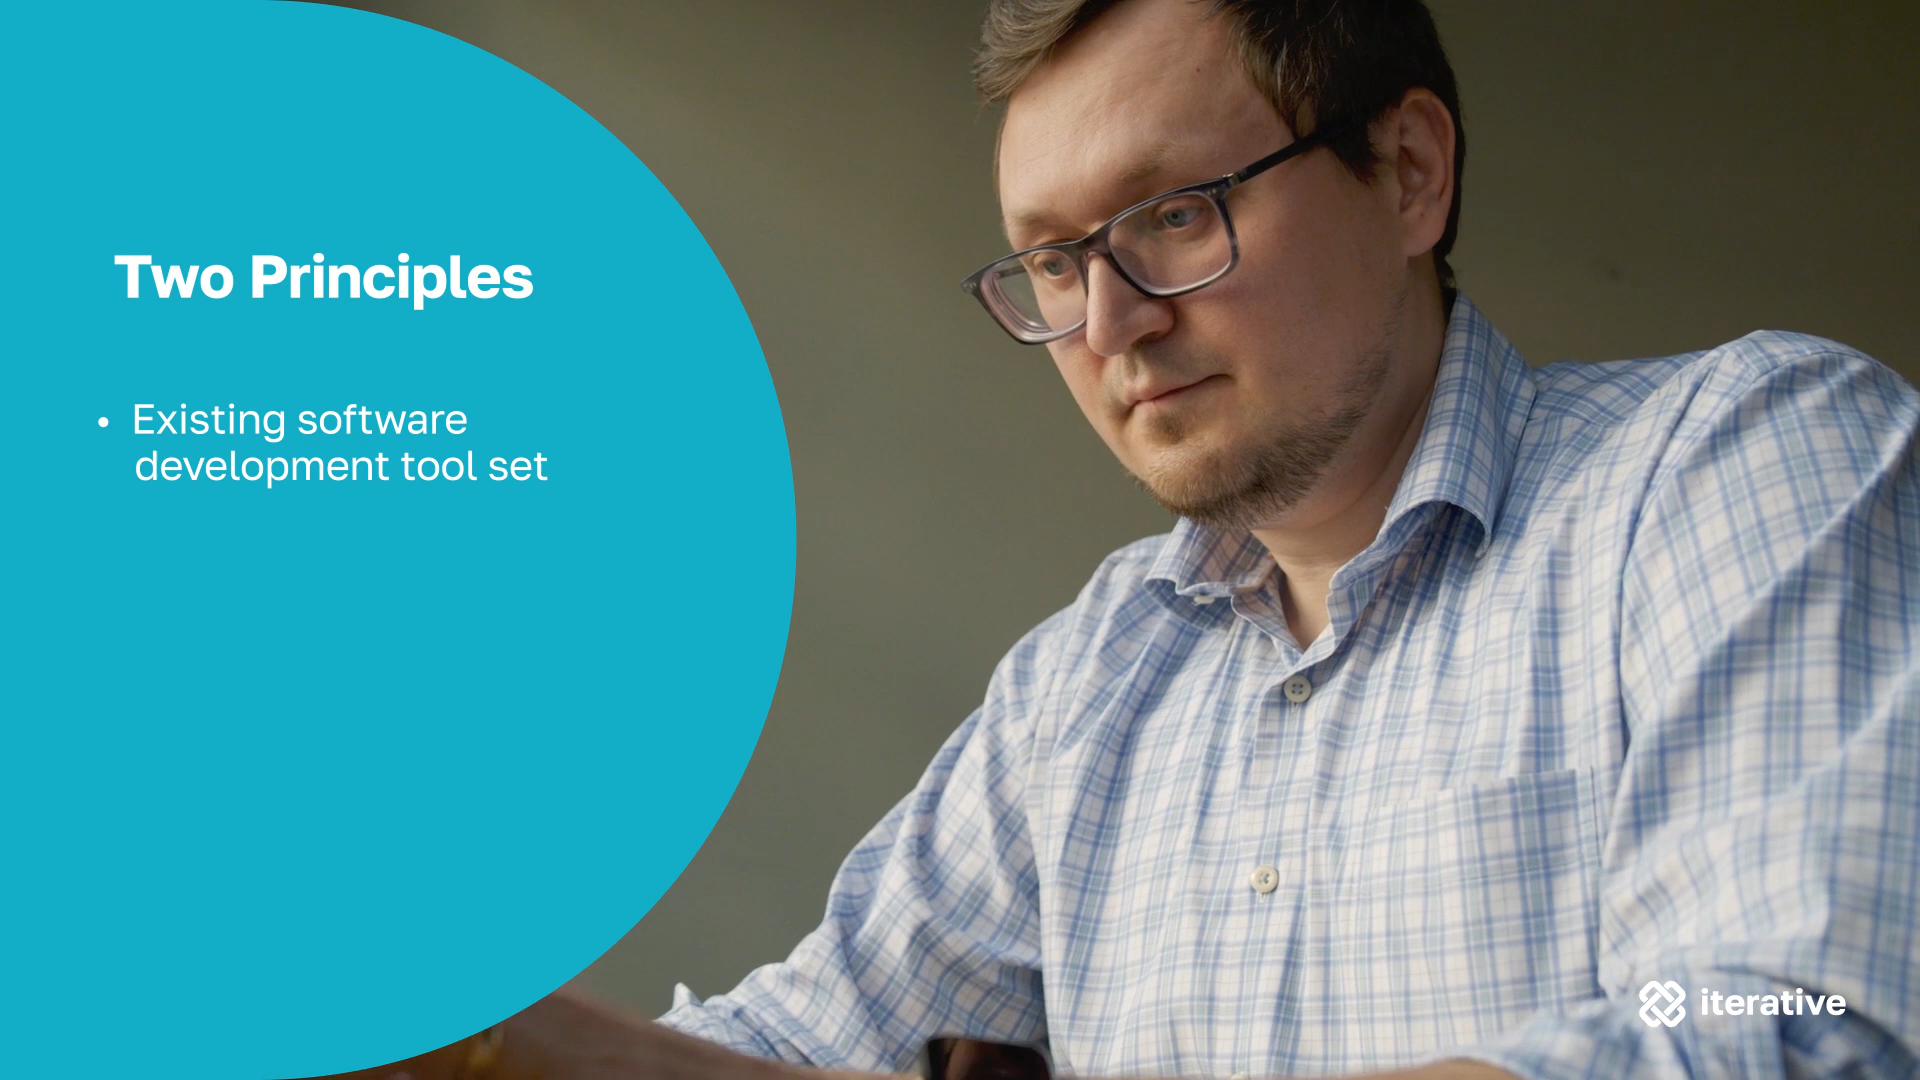 Two Principles
• Existing software
development tool set
iterative